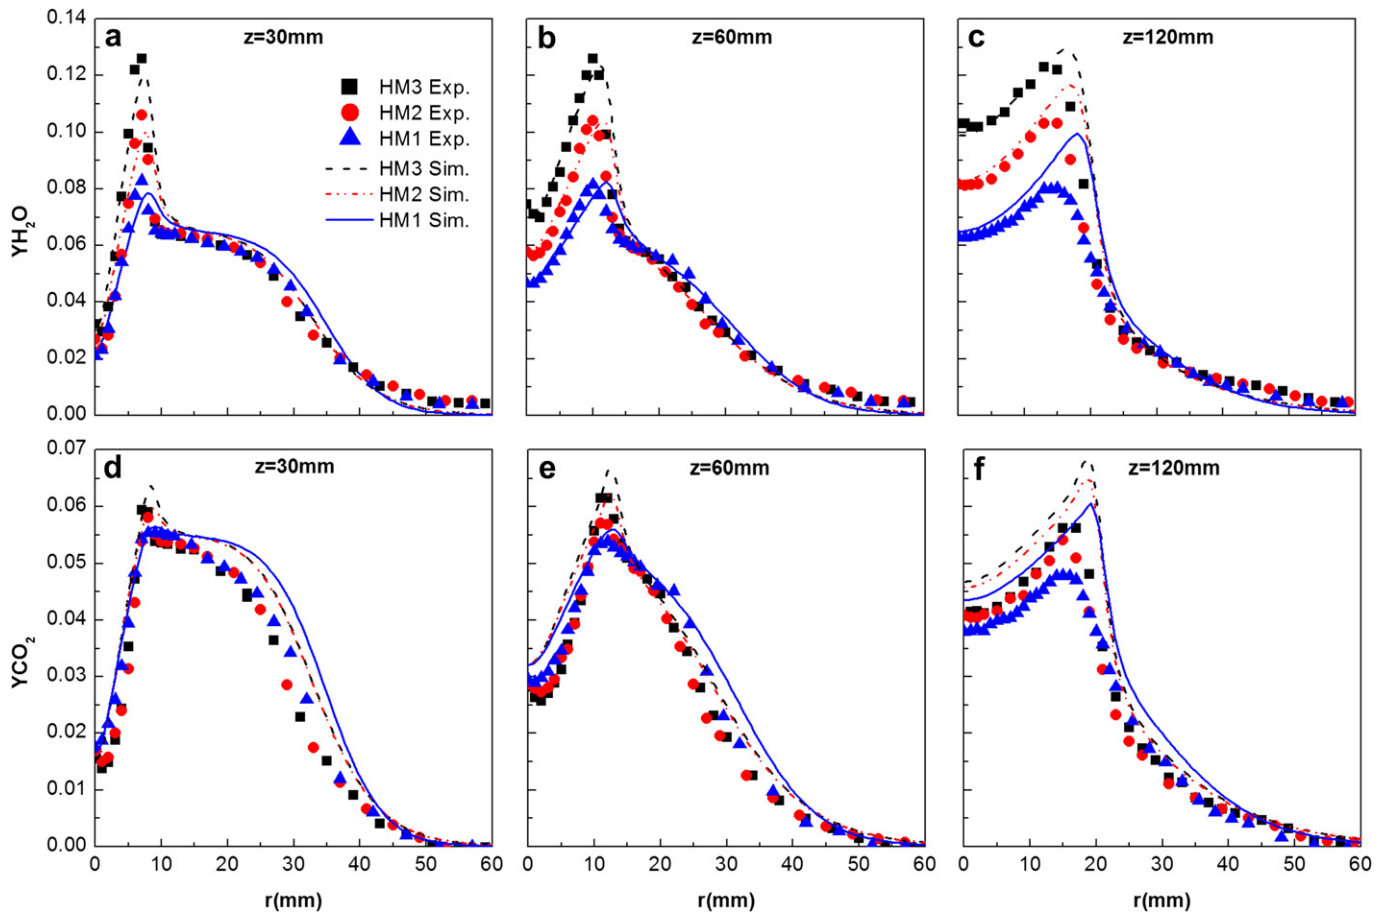 0.14
0.12
0.10
0.08
0.06
0.04
0.02
0.00
YH2O
a
z=30mm
HM3 Exp.
HM2 Exp.
HM1 Exp.
HM3 Sim.
HM2 Sim.
HM1 Sim.
b
z=60mm
c
z=120mm
0.07
0.06
0.05
0.04
0.03
0.02
0.01
0.00
YCO2
d
z=30mm
e
z=60mm
f
z=120mm
0 10 20 30 40 50 60
0 10 20 30 40 50 60
0 10 20 30 40 50 60
r(mm)
r(mm)
r(mm)